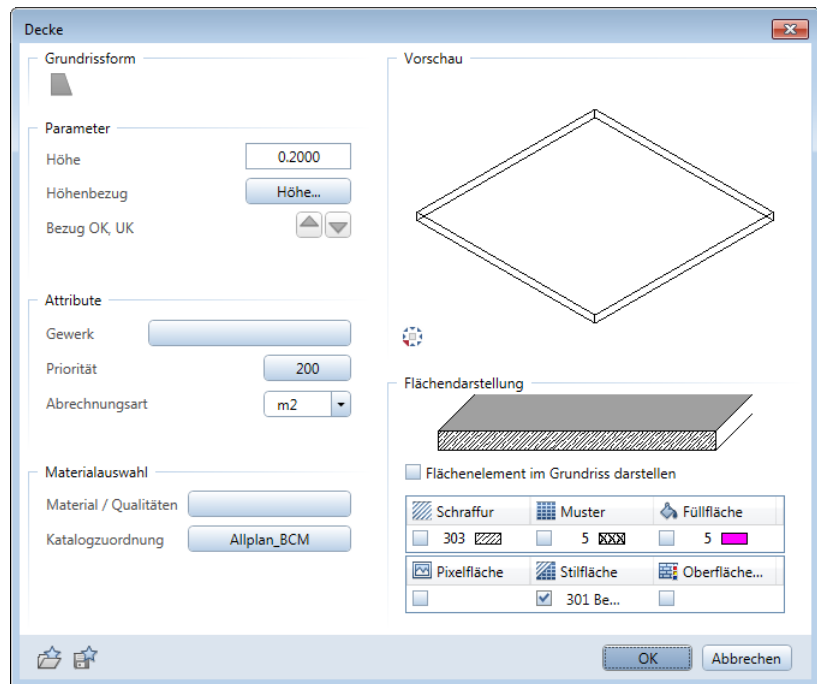 Decke
Grundrissform
Parameter
Höhe 0.2000
Höhenbezug Höhe...
Bezug OK, UK
Attribute
Gewerk
Priorität 200
Abrechnungsart m2
Materialauswahl
Material / Qualitäten
Katalogzuordnung Allplan_BCM
Vorschau
Flächendarstellung
Flächenelement im Grundriss darstellen
Schraffur Muster Füllfläche
303 5 5
Pixelfläche Stilfläche Oberfläche...
301 Be...
OK Abbrechen